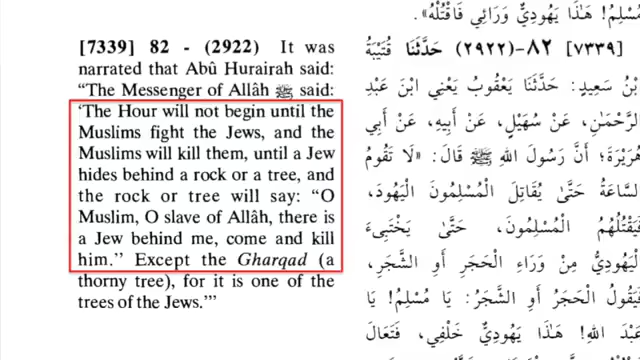 [7339] 82 - (2922) It was
narrated that Abû Hurairah said:
"The Messenger of Allâh ﷺ said:
'The Hour will not begin until the
Muslims fight the Jews, and the
Muslims will kill them, until a Jew
hides behind a rock or a tree, and
the rock or tree will say: "O
Muslim, O slave of Allâh, there is
a Jew behind me, come and kill
him." Except the Gharqad (a
thorny tree), for it is one of the
trees of the Jews.'"
مُسْلِمُ! هَٰذَا يَهُودِيٌّ وَرَائِي فَاقْتُلْهُ».
[٧٣٣٩] ٨٢-(٢٩٢٢) حَدَّثَنَا قُتَيْبَةُ
ابْنُ سَعِيدٍ: حَدَّثَنَا يَعْقُوبُ يَعْنِي ابْنَ عَبْدِ
الرَّحْمَٰنِ، عَنْ سُهَيْلٍ، عَنْ أَبِيهِ، عَنْ أَبِي
هُرَيْرَةَ؛ أَنَّ رَسُولَ اللهِ ﷺ قَالَ: «لَا تَقُومُ
السَّاعَةُ حَتَّىٰ يُقَاتِلَ الْمُسْلِمُونَ الْيَهُودَ،
فَيَقْتُلُهُمُ الْمُسْلِمُونَ، حَتَّىٰ يَخْتَبِىءَ
الْيَهُودِيُّ مِنْ وَرَاءِ الْحَجَرِ أَوِ الشَّجَرِ،
فَيَقُولُ الْحَجَرُ أَوِ الشَّجَرُ: يَا مُسْلِمُ! يَا
عَبْدَ اللهِ! هَٰذَا يَهُودِيٌّ خَلْفِي، فَتَعَالَ